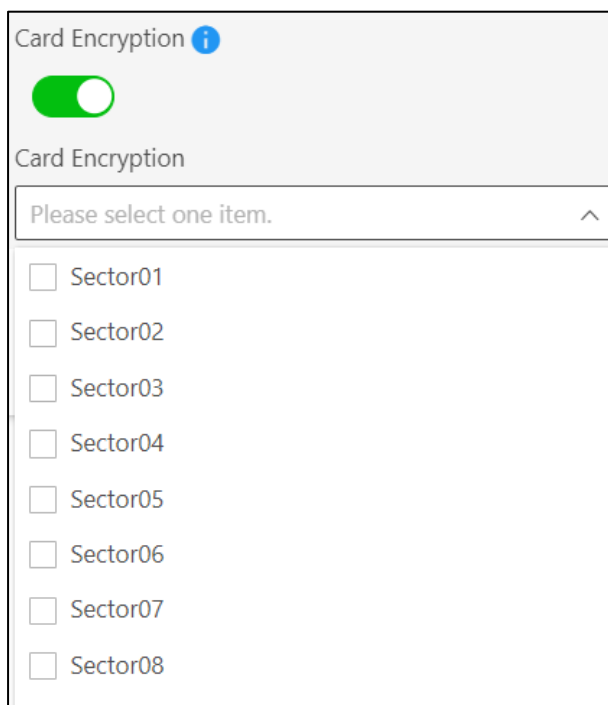 Card Encryption
Card Encryption
Please select one item.
Sector01
Sector02
Sector03
Sector04
Sector05
Sector06
Sector07
Sector08